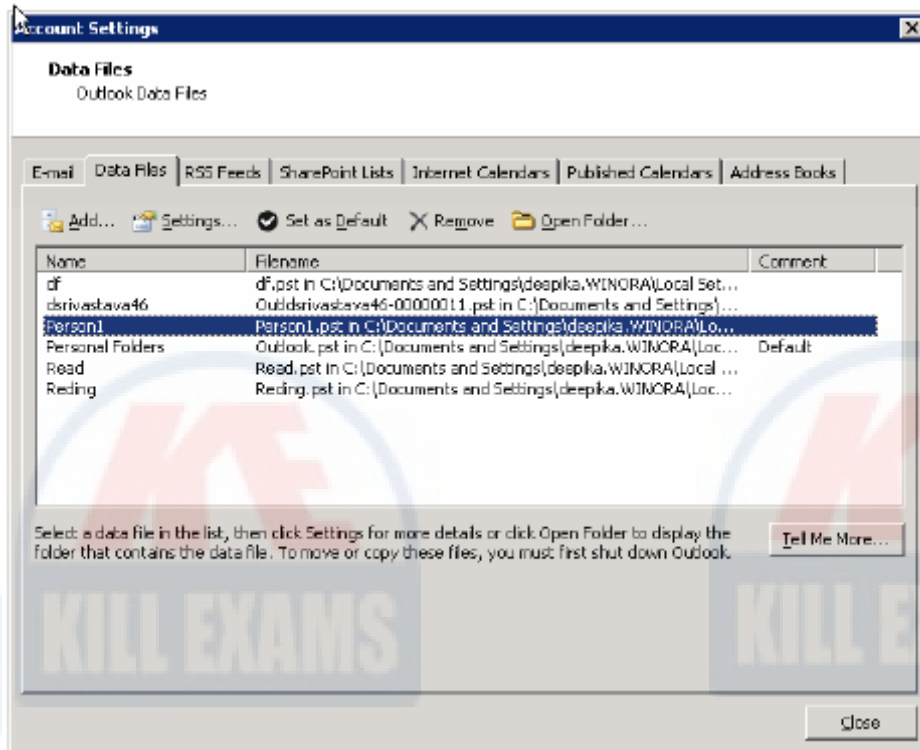 Account Settings
Data Files
Outlook Data Files
E-mail Data Files RSS Feeds SharePoint Lists Internet Calendars Published Calendars Address Books
Add... Settings... Set as Default Remove Open Folder...
Name Filename Comment
df df.pst in C:\Documents and Settings\deepika.WINORA\Local Set...
dsrivastava46 Outldsrivastava46-00000011.pst in C:\Documents and Settings\...
Person1 Person1.pst in C:\Documents and Settings\deepika.WINORA\Lo...
Personal Folders Outlook.pst in C:\Documents and Settings\deepika.WINORA\Loc... Default
Read Read.pst in C:\Documents and Settings\deepika.WINORA\Local ...
Reding Reding.pst in C:\Documents and Settings\deepika.WINORA\Loc...
Select a data file in the list, then click Settings for more details or click Open Folder to display the
folder that contains the data file. To move or copy these files, you must first shut down Outlook.
Tell Me More...
KILL EXAMS
KILL E
Close